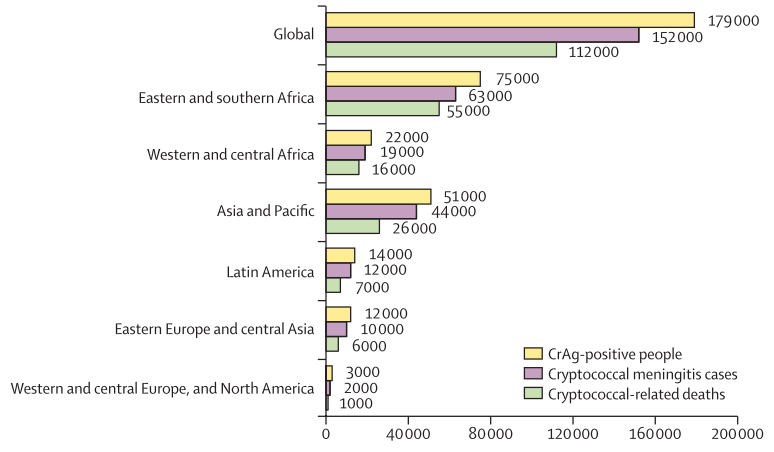 Global
179 000
152 000
112 000
Eastern and southern Africa
75 000
63 000
55 000
Western and central Africa
22 000
19 000
16 000
Asia and Pacific
51 000
44 000
26 000
Latin America
14 000
12 000
7000
Eastern Europe and central Asia
12 000
10 000
6000
Western and central Europe, and North America
3000
2000
1000
CrAg-positive people
Cryptococcal meningitis cases
Cryptococcal-related deaths
0 40 000 80 000 120 000 160 000 200 000